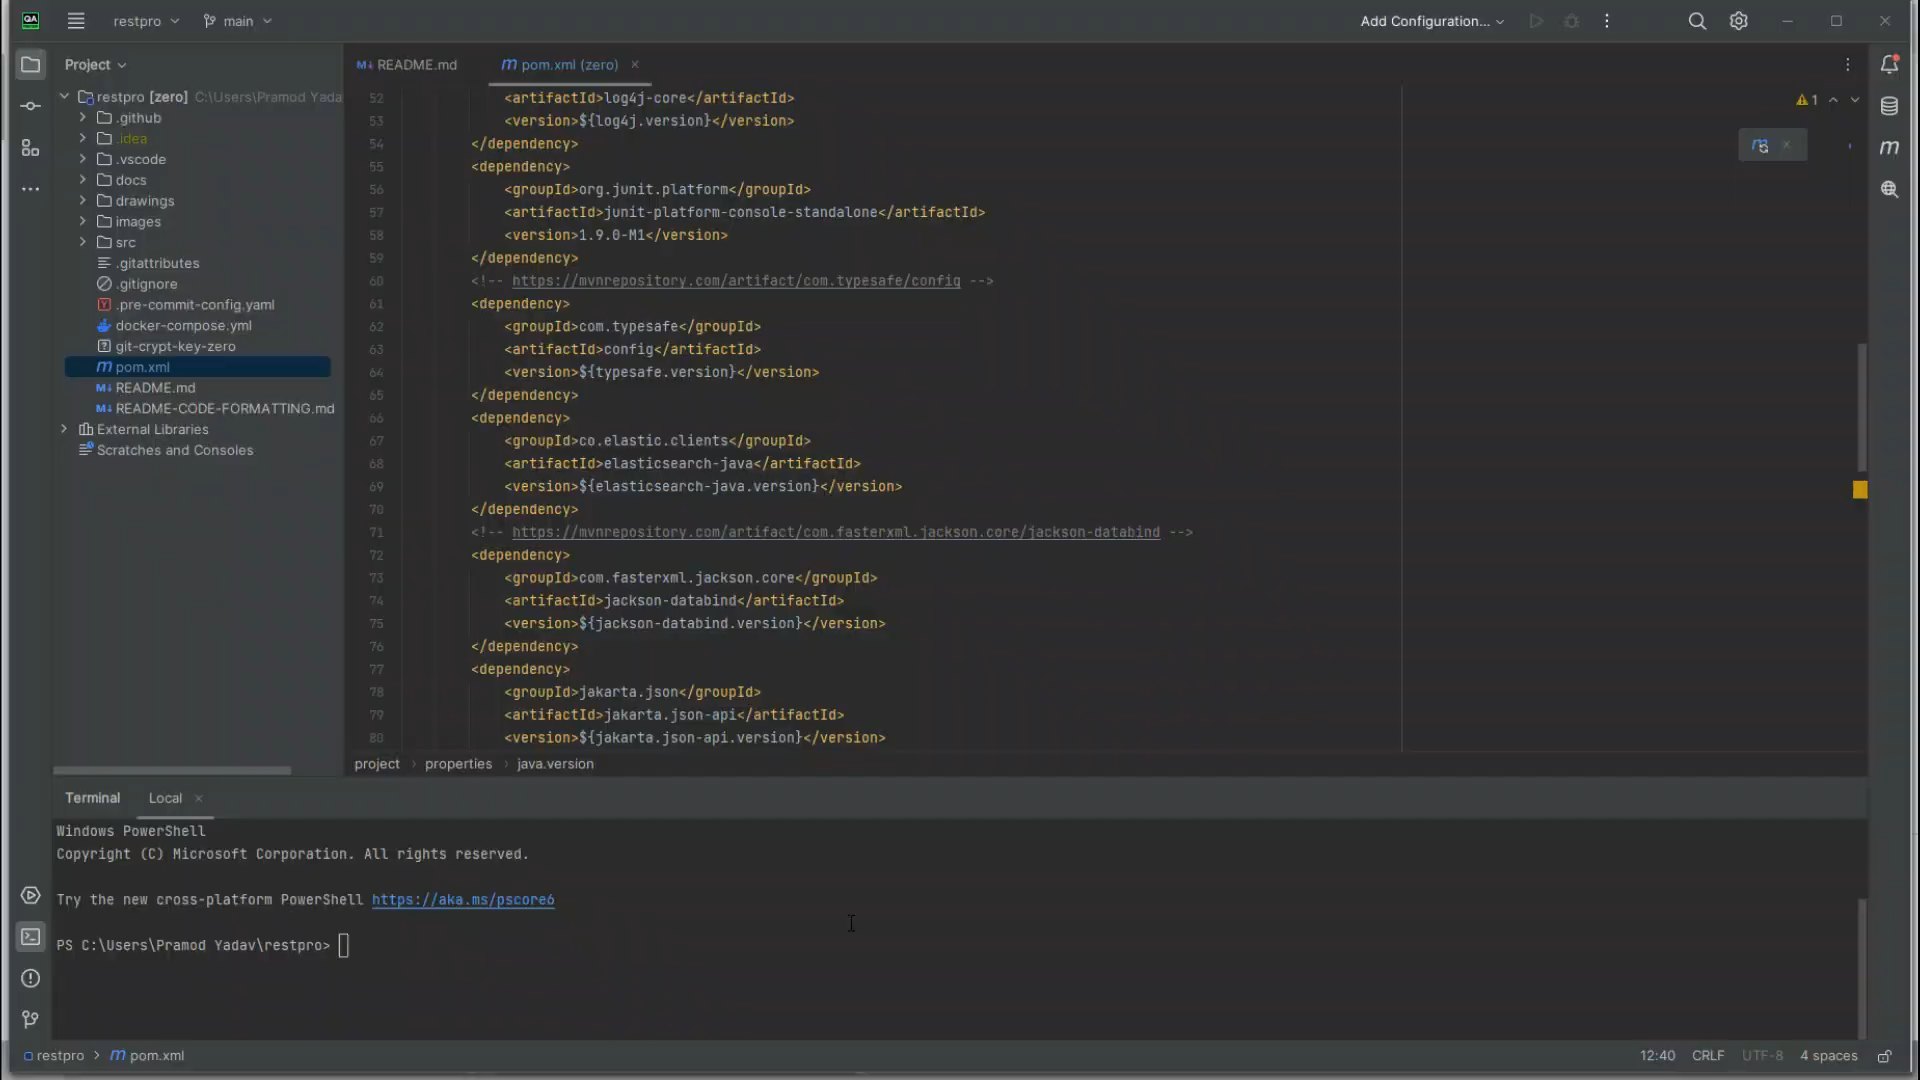 QA
restpro
main
Add Configuration...
Project
README.md
pom.xml (zero)
restpro [zero] C:\Users\Pramod Yada
.github
.idea
.vscode
docs
drawings
images
src
.gitattributes
.gitignore
.pre-commit-config.yaml
docker-compose.yml
git-crypt-key-zero
pom.xml
README.md
README-CODE-FORMATTING.md
External Libraries
Scratches and Consoles
1
52 <artifactId>log4j-core</artifactId>
53 <version>${log4j.version}</version>
54 </dependency>
55 <dependency>
56 <groupId>org.junit.platform</groupId>
57 <artifactId>junit-platform-console-standalone</artifactId>
58 <version>1.9.0-M1</version>
59 </dependency>
60 <!-- https://mvnrepository.com/artifact/com.typesafe/config -->
61 <dependency>
62 <groupId>com.typesafe</groupId>
63 <artifactId>config</artifactId>
64 <version>${typesafe.version}</version>
65 </dependency>
66 <dependency>
67 <groupId>co.elastic.clients</groupId>
68 <artifactId>elasticsearch-java</artifactId>
69 <version>${elasticsearch-java.version}</version>
70 </dependency>
71 <!-- https://mvnrepository.com/artifact/com.fasterxml.jackson.core/jackson-databind -->
72 <dependency>
73 <groupId>com.fasterxml.jackson.core</groupId>
74 <artifactId>jackson-databind</artifactId>
75 <version>${jackson-databind.version}</version>
76 </dependency>
77 <dependency>
78 <groupId>jakarta.json</groupId>
79 <artifactId>jakarta.json-api</artifactId>
80 <version>${jakarta.json-api.version}</version>
project > properties > java.version
Terminal Local
Windows PowerShell
Copyright (C) Microsoft Corporation. All rights reserved.
Try the new cross-platform PowerShell https://aka.ms/pscore6
PS C:\Users\Pramod Yadav\restpro>
restpro > pom.xml
12:40 CRLF UTF-8 4 spaces